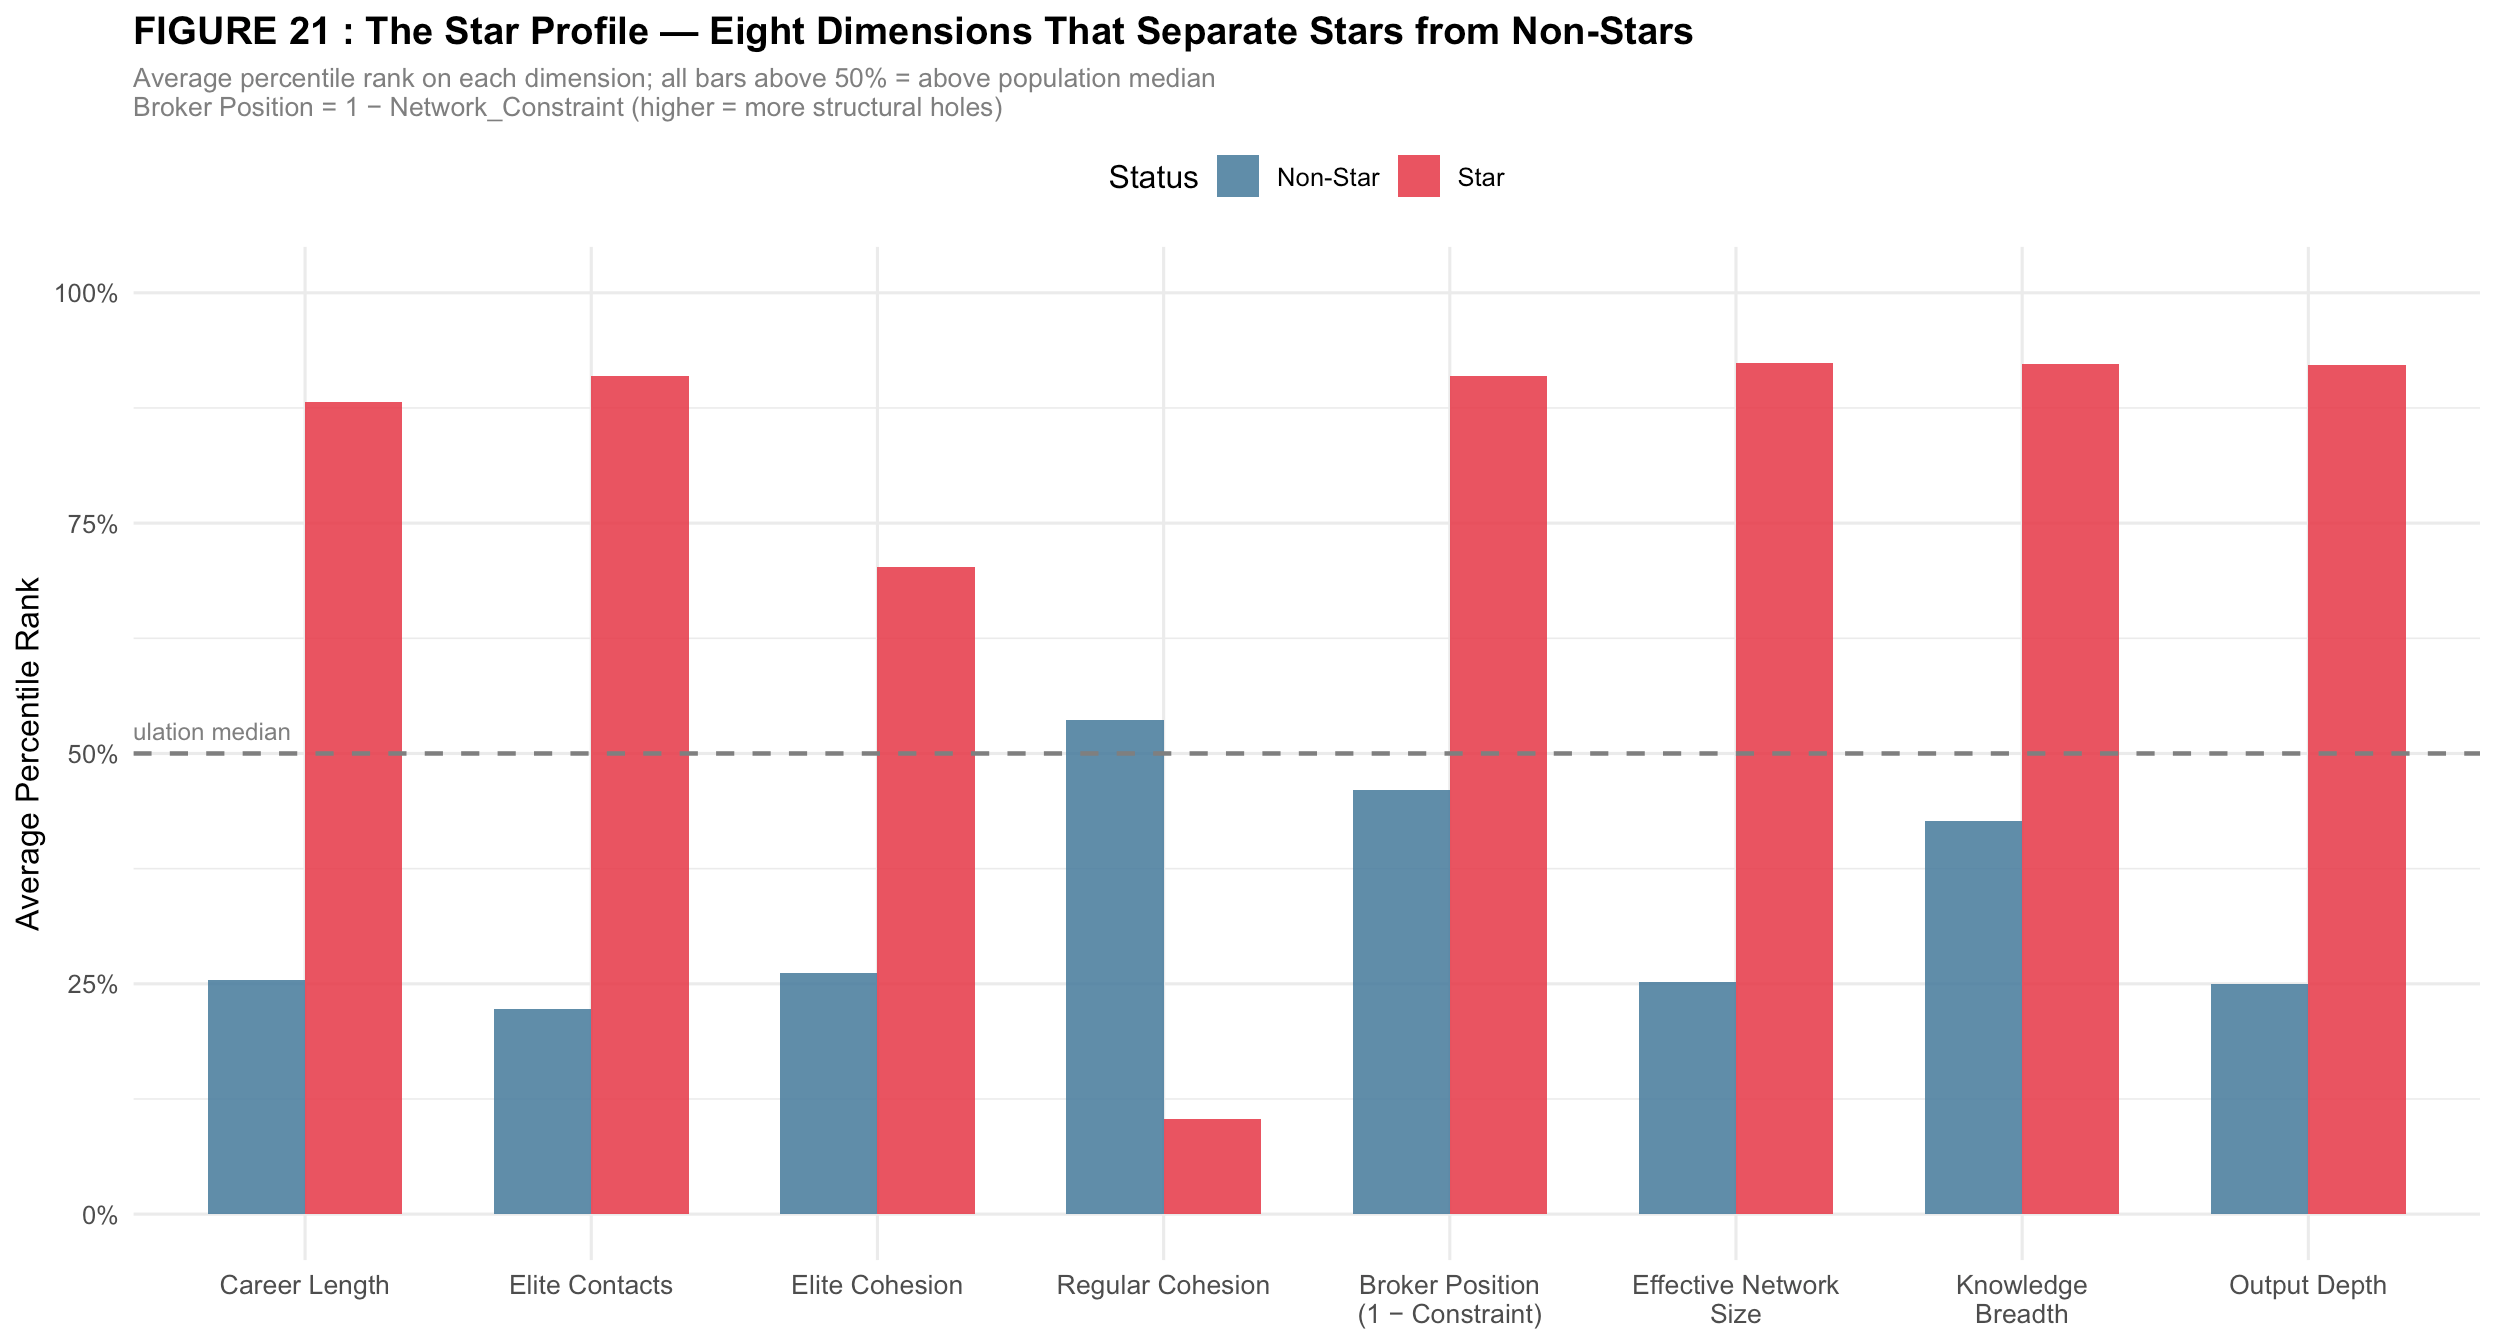 FIGURE 21 : The Star Profile — Eight Dimensions That Separate Stars from Non-Stars
Average percentile rank on each dimension; all bars above 50% = above population median
Broker Position = 1 − Network_Constraint (higher = more structural holes)
Status Non-Star Star
Average Percentile Rank
100%
75%
ulation median
50%
25%
0%
Career Length
Elite Contacts
Elite Cohesion
Regular Cohesion
Broker Position
(1 − Constraint)
Effective Network
Size
Knowledge
Breadth
Output Depth